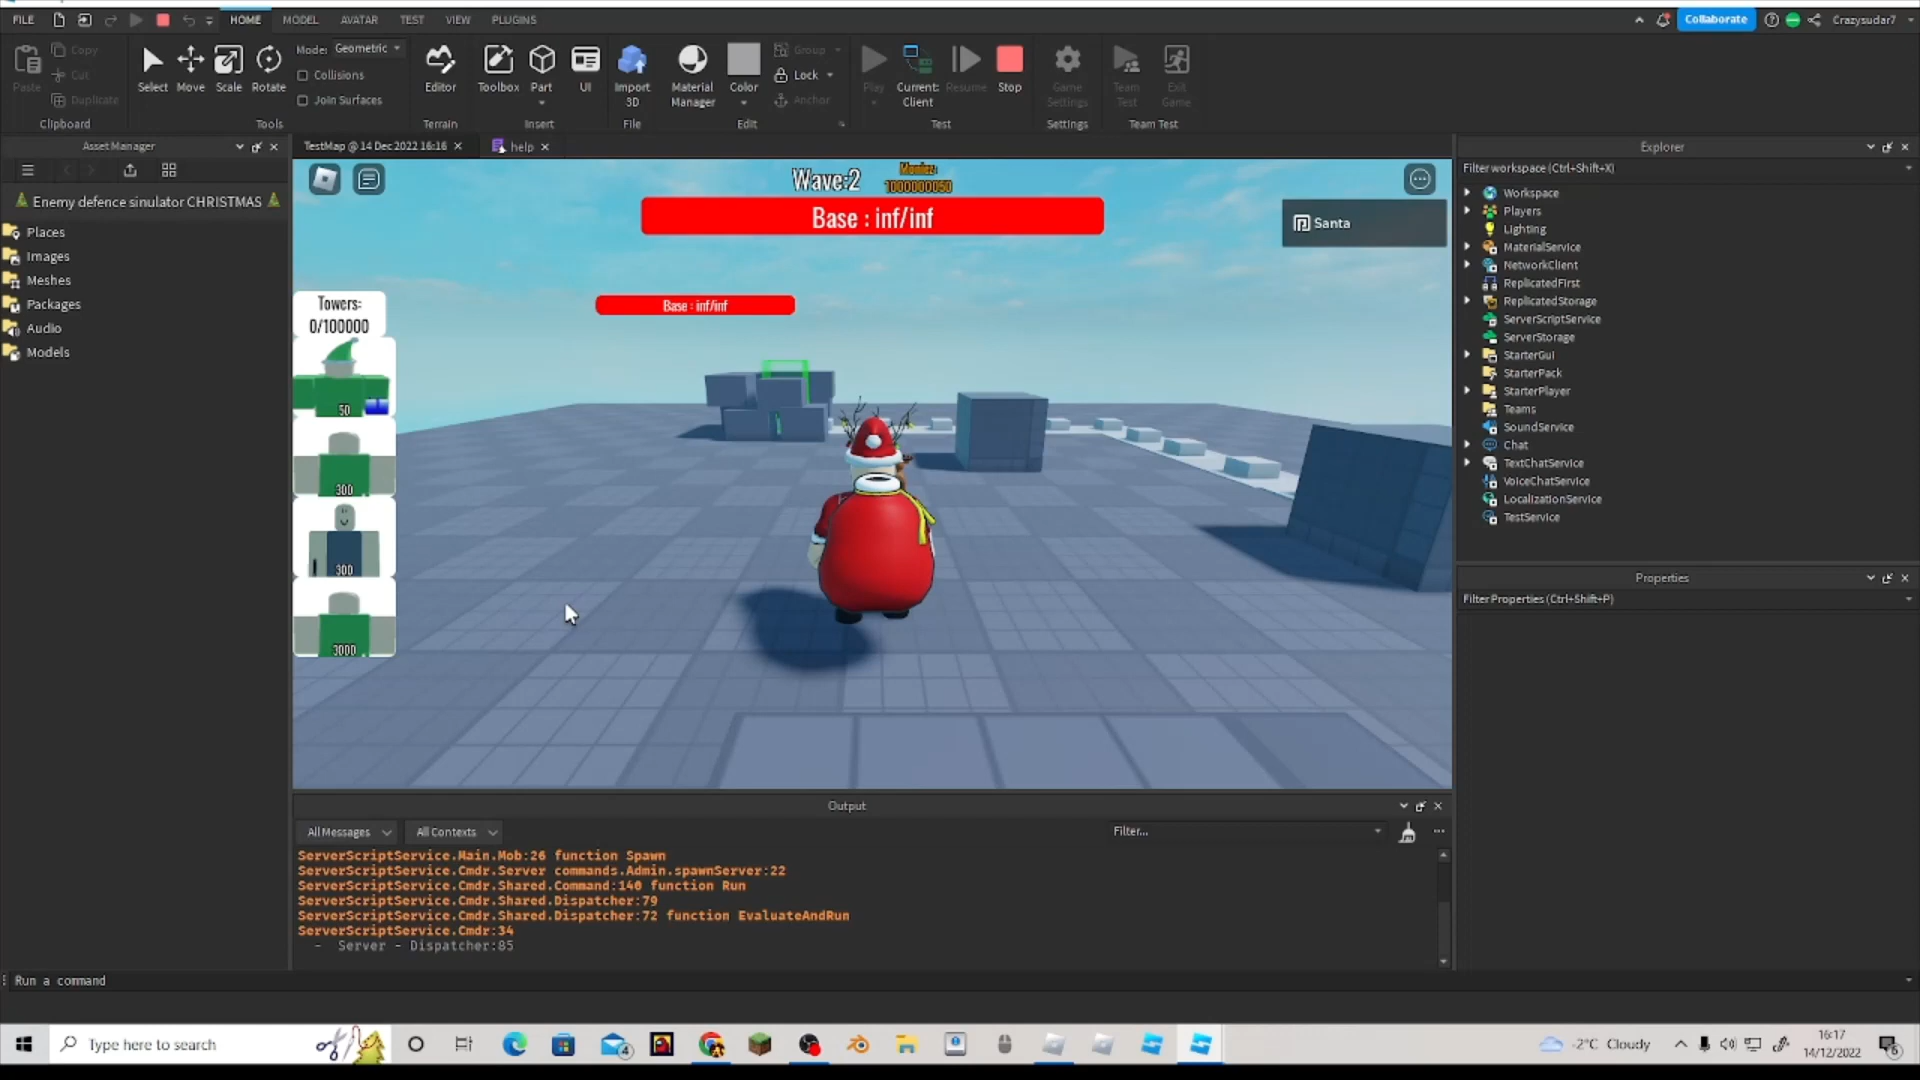 FILE HOME MODEL AVATAR TEST VIEW PLUGINS Collaborate Crazysudar7
Paste Copy Cut Duplicate Clipboard
Select Move Scale Rotate Mode: Geometric Collisions Join Surfaces Tools
Editor Terrain
Toolbox Part UI Insert
Import 3D File
Material Manager Color Group Lock Anchor Edit
Play Current: Client Resume Stop Test
Game Settings Settings
Team Test Exit Game Team Test
Asset Manager
TestMap @ 14 Dec 2022 16:16 help
Enemy defence sinulator CHRISTMAS
Places
Images
Meshes
Packages
Audio
Models
Wave:2
Moniez:
1000000050
Base : inf/inf
Santa
Base : inf/inf
Towers:
0/100000
50
300
300
3000
Explorer
Filter workspace (Ctrl+Shift+X)
Workspace
Players
Lighting
MaterialService
NetworkClient
ReplicatedFirst
ReplicatedStorage
ServerScriptService
ServerStorage
StarterGui
StarterPack
StarterPlayer
Teams
SoundService
Chat
TextChatService
VoiceChatService
LocalizationService
TestService
Properties
Filter Properties (Ctrl+Shift+P)
Output
All Messages All Contexts Filter...
ServerScriptService.Main.Mob:26 function Spawn
ServerScriptService.Cmdr.Server commands.Admin.spawnServer:22
ServerScriptService.Cmdr.Shared.Command:140 function Run
ServerScriptService.Cmdr.Shared.Dispatcher:79
ServerScriptService.Cmdr.Shared.Dispatcher:72 function EvaluateAndRun
ServerScriptService.Cmdr:34
- Server - Dispatcher:85
Run a command
Type here to search
4
-2°C Cloudy
16:17
14/12/2022
6